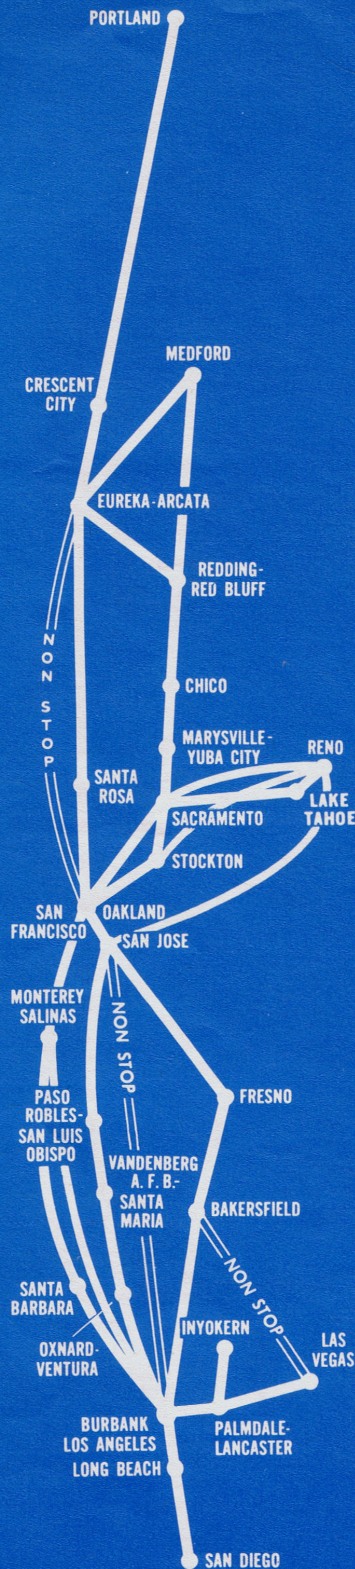 PORTLAND
MEDFORD
CRESCENT
CITY
EUREKA-ARCATA
REDDING-
RED BLUFF
NON STOP
CHICO
MARYSVILLE-
YUBA CITY
RENO
SANTA
ROSA
SACRAMENTO
LAKE
TAHOE
STOCKTON
SAN
FRANCISCO
OAKLAND
SAN JOSE
MONTEREY
SALINAS
NON STOP
FRESNO
PASO
ROBLES-
SAN LUIS
OBISPO
VANDENBERG
A.F.B.-
SANTA
MARIA
BAKERSFIELD
NON STOP
SANTA
BARBARA
OXNARD-
VENTURA
INYOKERN
LAS
VEGAS
BURBANK
LOS ANGELES
PALMDALE-
LANCASTER
LONG BEACH
SAN DIEGO